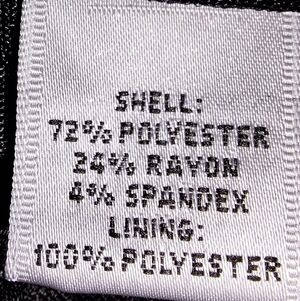 SHELL:
72% POLYESTER
24% RAYON
4% SPANDEX
LINING:
100% POLYESTER